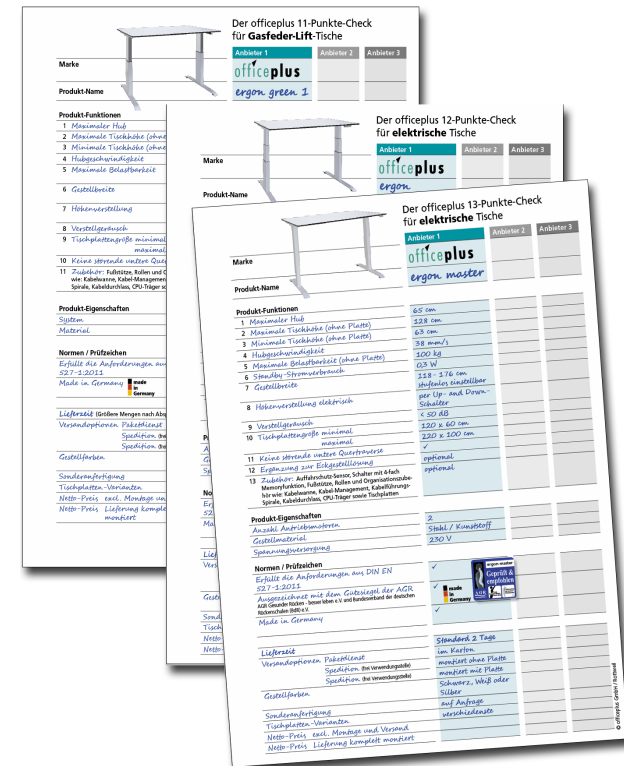 Der officeplus 11-Punkte-Check
für Gasfeder-Lift-Tische
Anbieter 1 Anbieter 2 Anbieter 3
Marke officeplus
Produkt-Name ergon green 1
Produkt-Funktionen
1 Maximaler Hub
2 Maximale Tischhöhe (ohne
3 Minimale Tischhöhe (ohne
4 Hubgeschwindigkeit
5 Maximale Belastbarkeit
6 Gestellbreite
7 Höhenverstellung
8 Verstellgeräusch
9 Tischplattengröße minimal
maximal
10 Keine störende untere Quer
11 Zubehör: Fußstütze, Rollen und O
wie: Kabelwanne, Kabel-Managemen
Spirale, Kabeldurchlass, CPU-Träger so
Produkt-Eigenschaften
System
Material
Normen / Prüfzeichen
Erfüllt die Anforderungen au
527-1:2011
Made in Germany made in Germany
Lieferzeit (Größere Mengen nach Abs
Versandoptionen Paketdienst
Spedition (frei
Gestellfarben
Sonderanfertigung
Tischplatten-Varianten
Netto-Preis excl. Montage un
Netto-Preis Lieferung komple
montiert
Der officeplus 12-Punkte-Check
für elektrische Tische
Anbieter 1 Anbieter 2 Anbieter 3
Marke officeplus
Produkt-Name ergon
Der officeplus 13-Punkte-Check
für elektrische Tische
Anbieter 1 Anbieter 2 Anbieter 3
Marke officeplus
Produkt-Name ergon master
Produkt-Funktionen
1 Maximaler Hub 65 cm
2 Maximale Tischhöhe (ohne Platte) 128 cm
3 Minimale Tischhöhe (ohne Platte) 63 cm
4 Hubgeschwindigkeit 38 mm/s
5 Maximale Belastbarkeit (ohne Platte) 100 kg
6 Standby-Stromverbrauch 0,3 W
7 Gestellbreite 118 - 176 cm
stufenlos einstellbar
8 Höhenverstellung elektrisch per Up- and Down-
Schalter
9 Verstellgeräusch < 50 dB
10 Tischplattengröße minimal 120 x 60 cm
maximal 220 x 100 cm
11 Keine störende untere Quertraverse ✓
12 Ergänzung zur Eckgestelllösung optional
13 Zubehör: Auffahrschutz-Sensor, Schalter mit 4-fach optional
Memoryfunktion, Fußstütze, Rollen und Organisationszube-
hör wie: Kabelwanne, Kabel-Management, Kabelführungs-
Spirale, Kabeldurchlass, CPU-Träger sowie Tischplatten
Produkt-Eigenschaften
Anzahl Antriebsmotoren 2
Gestellmaterial Stahl / Kunststoff
Spannungsversorgung 230 V
Normen / Prüfzeichen
Erfüllt die Anforderungen aus DIN EN ✓
527-1:2011
Ausgezeichnet mit dem Gütesiegel der AGR ✓
AGR Gesunder Rücken - besser leben e.V. und Bundesverband der deutschen
Rückenschulen (BdR) e.V.
made in Germany
ergon master
Geprüft &
empfohlen
AGR
Made in Germany ✓
Lieferzeit Standard 2 Tage
Versandoptionen Paketdienst im Karton
Spedition (frei Verwendungsstelle) montiert ohne Platte
Spedition (frei Verwendungsstelle) montiert mit Platte
Gestellfarben Schwarz, Weiß oder
Silber
Sonderanfertigung auf Anfrage
Tischplatten-Varianten verschiedenste
Netto-Preis excl. Montage und Versand
Netto-Preis Lieferung komplett montiert
© officeplus GmbH / Rottweil